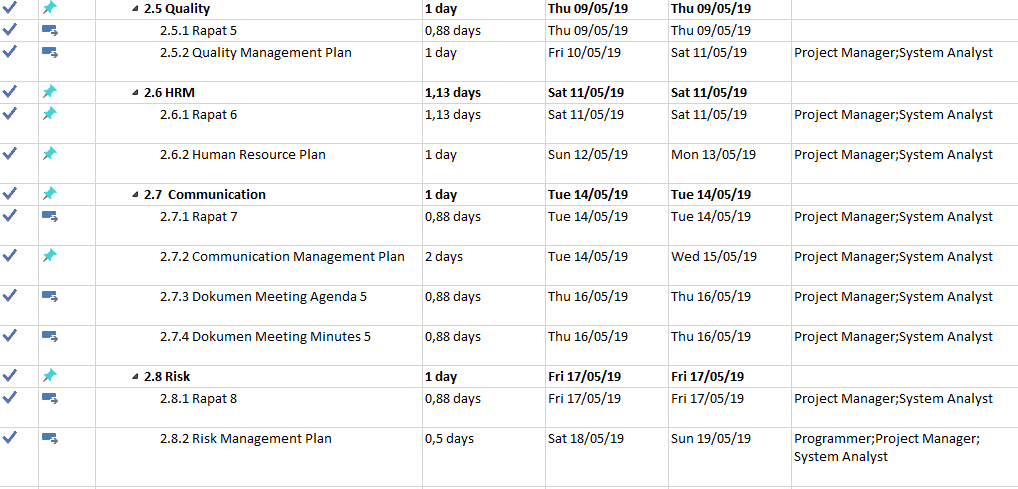 2.5 Quality 1 day Thu 09/05/19 Thu 09/05/19
2.5.1 Rapat 5 0,88 days Thu 09/05/19 Thu 09/05/19
2.5.2 Quality Management Plan 1 day Fri 10/05/19 Sat 11/05/19 Project Manager;System Analyst
2.6 HRM 1,13 days Sat 11/05/19 Sat 11/05/19
2.6.1 Rapat 6 1,13 days Sat 11/05/19 Sat 11/05/19 Project Manager;System Analyst
2.6.2 Human Resource Plan 1 day Sun 12/05/19 Mon 13/05/19 Project Manager;System Analyst
2.7 Communication 1 day Tue 14/05/19 Tue 14/05/19
2.7.1 Rapat 7 0,88 days Tue 14/05/19 Tue 14/05/19 Project Manager;System Analyst
2.7.2 Communication Management Plan 2 days Tue 14/05/19 Wed 15/05/19 Project Manager;System Analyst
2.7.3 Dokumen Meeting Agenda 5 0,88 days Thu 16/05/19 Thu 16/05/19 Project Manager;System Analyst
2.7.4 Dokumen Meeting Minutes 5 0,88 days Thu 16/05/19 Thu 16/05/19 Project Manager;System Analyst
2.8 Risk 1 day Fri 17/05/19 Fri 17/05/19
2.8.1 Rapat 8 0,88 days Fri 17/05/19 Fri 17/05/19 Project Manager;System Analyst
2.8.2 Risk Management Plan 0,5 days Sat 18/05/19 Sun 19/05/19 Programmer;Project Manager;
System Analyst